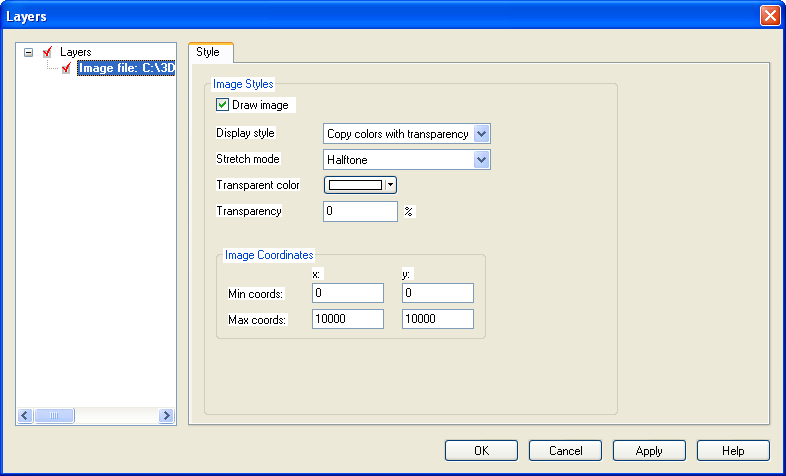 Layers
Layers
Image file: C:\3D
Style
Image Styles
Draw image
Display style
Copy colors with transparency
Stretch mode
Halftone
Transparent color
Transparency
0
%
Image Coordinates
x:
y:
Min coords:
0
0
Max coords:
10000
10000
OK
Cancel
Apply
Help